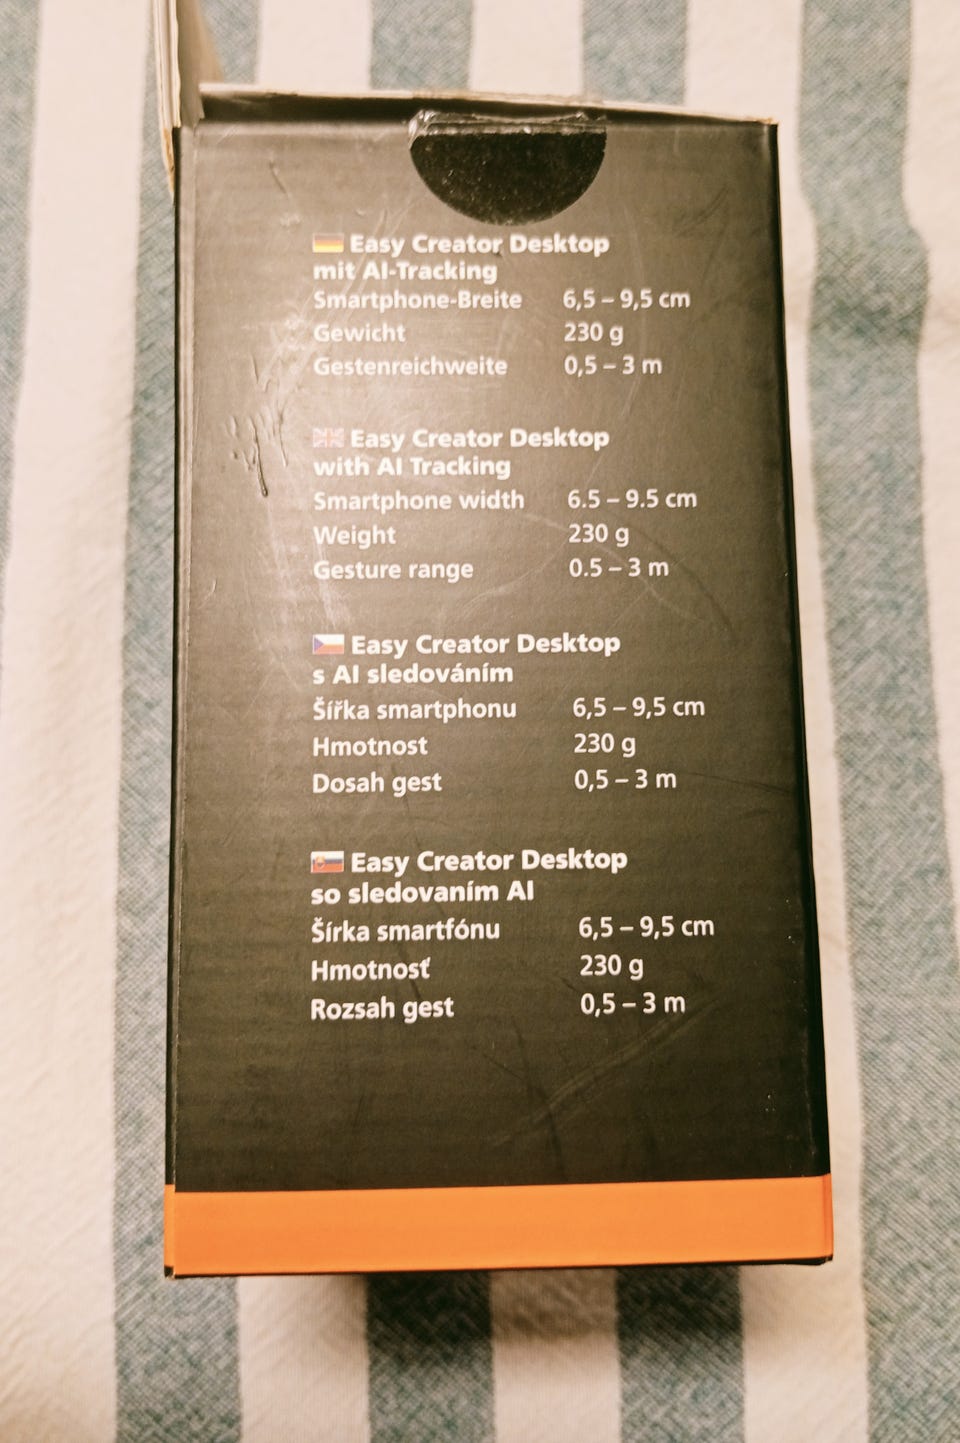 Easy Creator Desktop
mit AI-Tracking
Smartphone-Breite 6,5 – 9,5 cm
Gewicht 230 g
Gestenreichweite 0,5 – 3 m
Easy Creator Desktop
with AI Tracking
Smartphone width 6.5 – 9.5 cm
Weight 230 g
Gesture range 0.5 – 3 m
Easy Creator Desktop
s AI sledováním
Šířka smartphonu 6,5 – 9,5 cm
Hmotnost 230 g
Dosah gest 0,5 – 3 m
Easy Creator Desktop
so sledovaním AI
Šírka smartfónu 6,5 – 9,5 cm
Hmotnosť 230 g
Rozsah gest 0,5 – 3 m